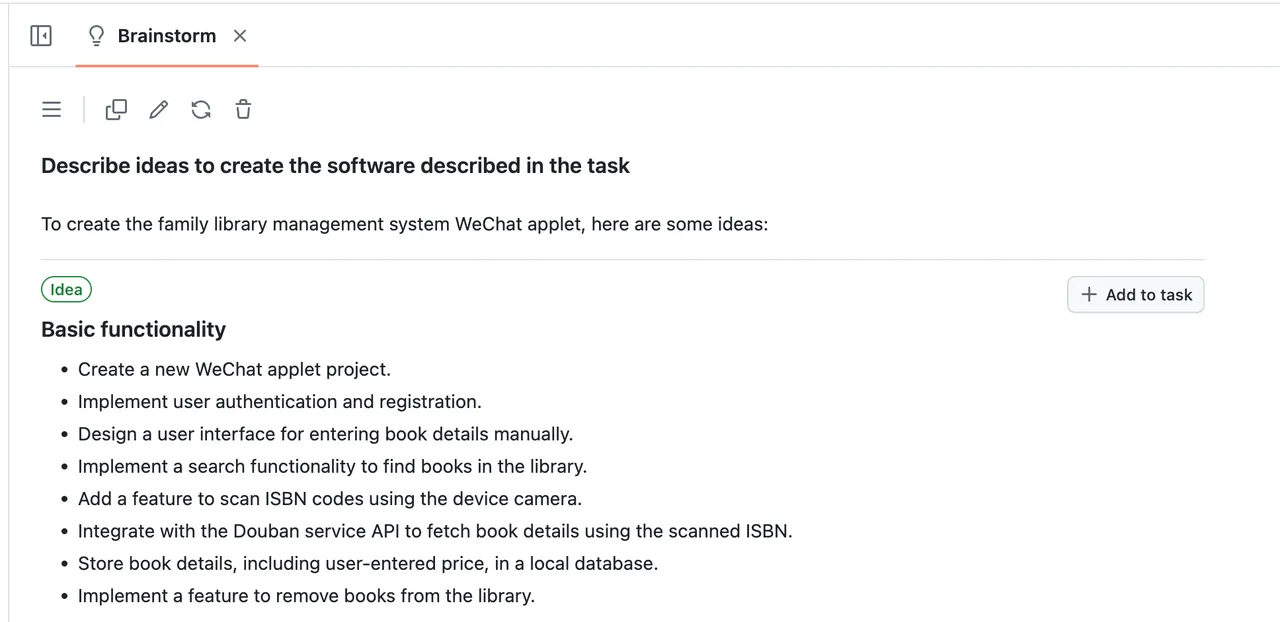 Brainstorm
Describe ideas to create the software described in the task
To create the family library management system WeChat applet, here are some ideas:
Idea
Add to task
Basic functionality
• Create a new WeChat applet project.
• Implement user authentication and registration.
• Design a user interface for entering book details manually.
• Implement a search functionality to find books in the library.
• Add a feature to scan ISBN codes using the device camera.
• Integrate with the Douban service API to fetch book details using the scanned ISBN.
• Store book details, including user-entered price, in a local database.
• Implement a feature to remove books from the library.